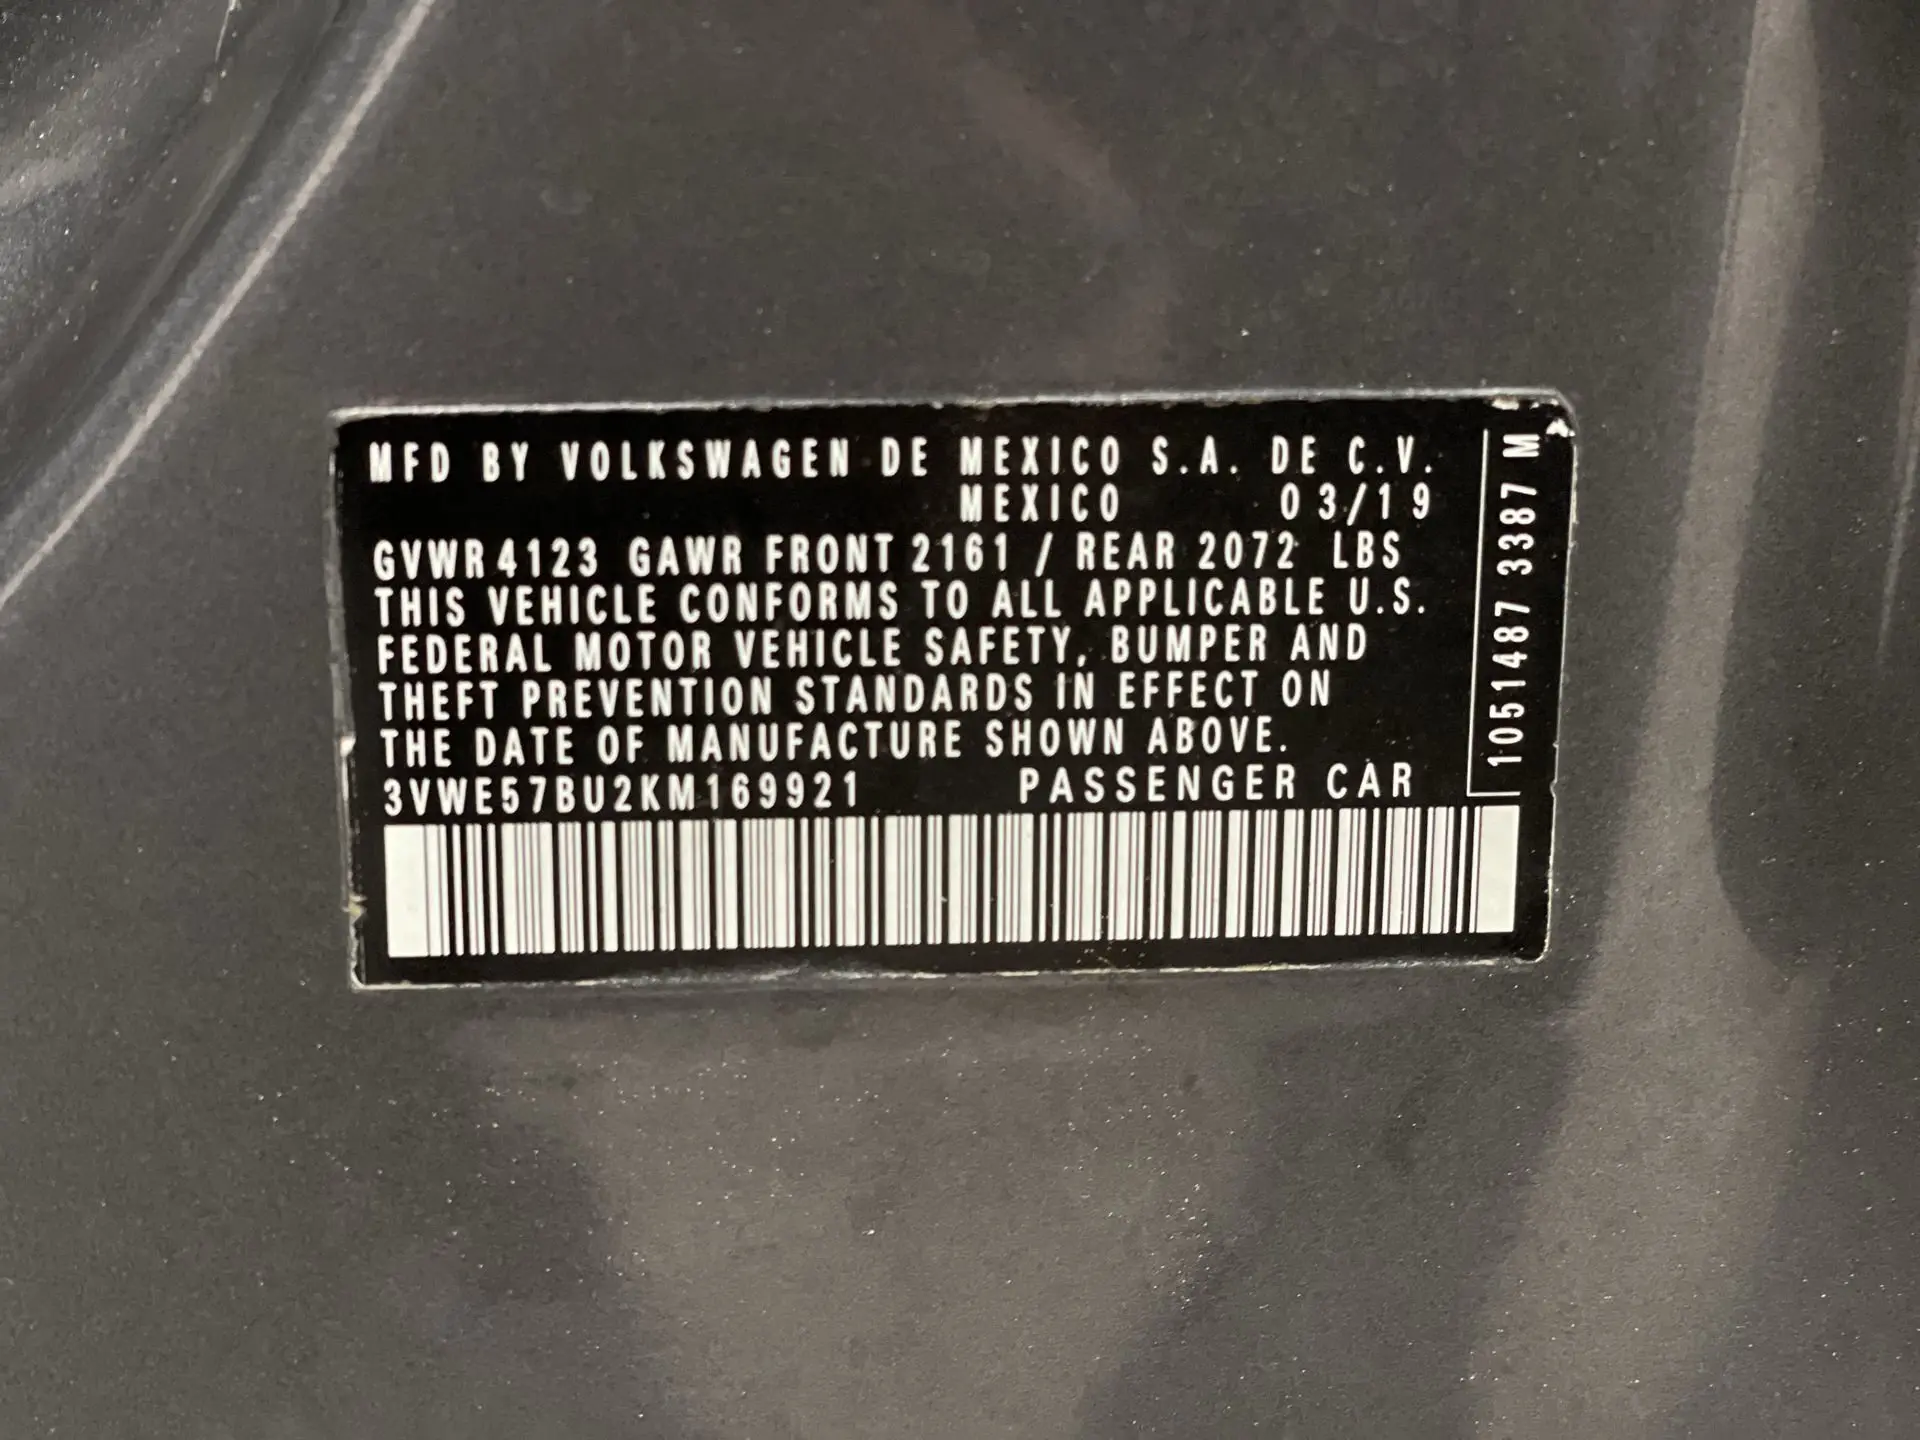 MFD BY VOLKSWAGEN DE MEXICO S.A. DE C.V.
MEXICO 03/19
GVWR 4123 GAWR FRONT 2161 / REAR 2072 LBS
THIS VEHICLE CONFORMS TO ALL APPLICABLE U.S.
FEDERAL MOTOR VEHICLE SAFETY, BUMPER AND
THEFT PREVENTION STANDARDS IN EFFECT ON
THE DATE OF MANUFACTURE SHOWN ABOVE.
3VWE57BU2KM169921 PASSENGER CAR
1051487 3387 M